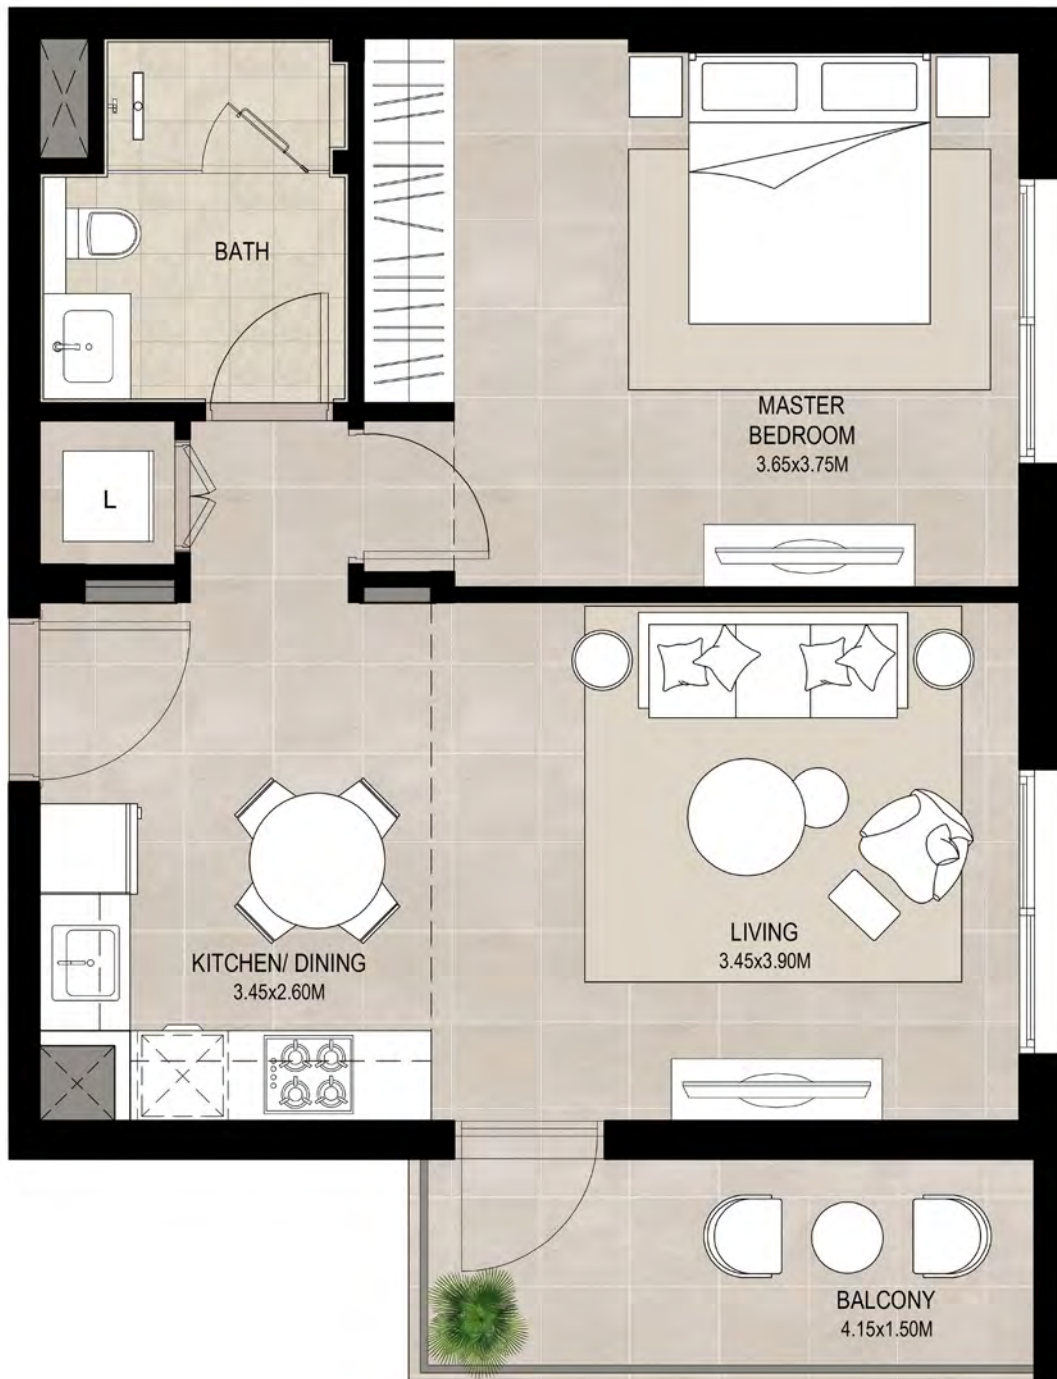 BATH
MASTER
BEDROOM
3.65x3.75M
L
LIVING
3.45x3.90M
KITCHEN/ DINING
3.45x2.60M
BALCONY
4.15x1.50M